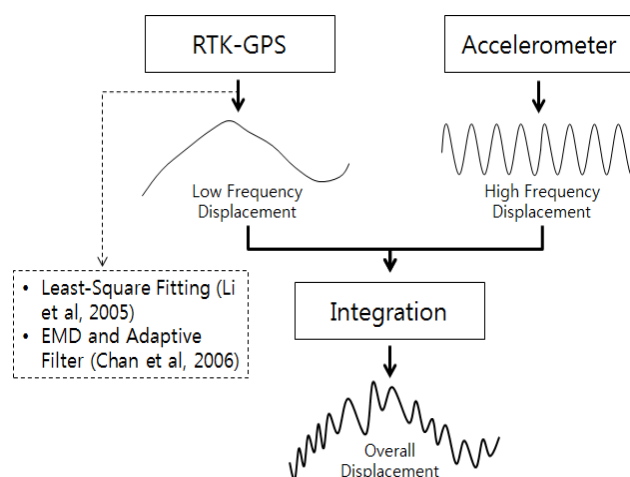 RTK-GPS
Accelerometer
Low Frequency
Displacement
High Frequency
Displacement
• Least-Square Fitting (Li
et al, 2005)
• EMD and Adaptive
Filter (Chan et al, 2006)
Integration
Overall
Displacement